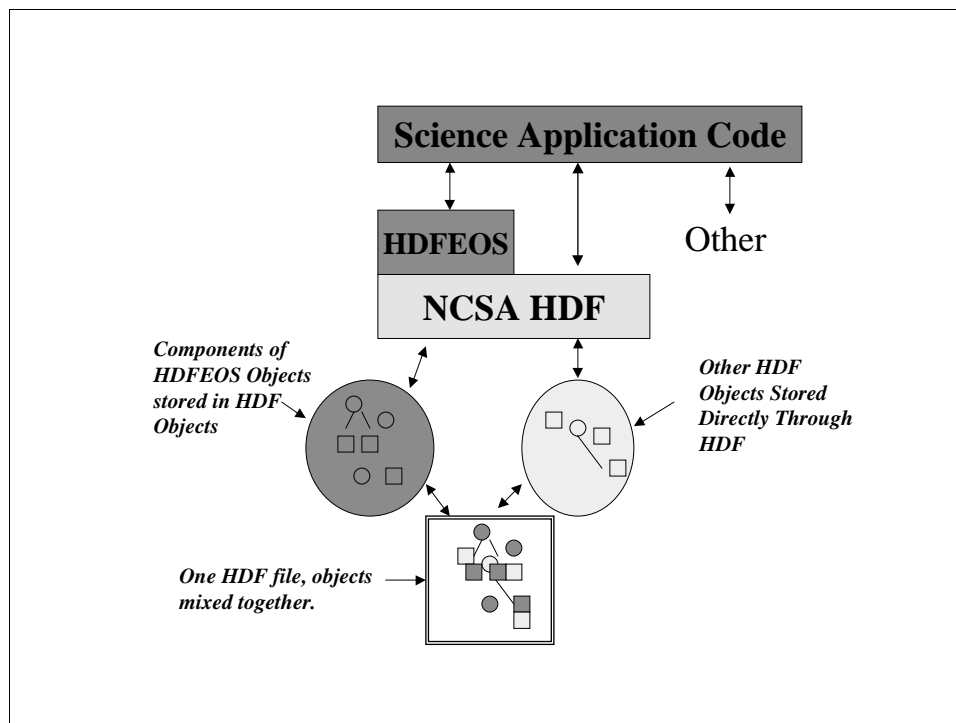 Science Application Code
HDFEOS
Other
NCSA HDF
Components of
HDFEOS Objects
stored in HDF
Objects
Other HDF
Objects Stored
Directly Through
HDF
One HDF file, objects
mixed together.